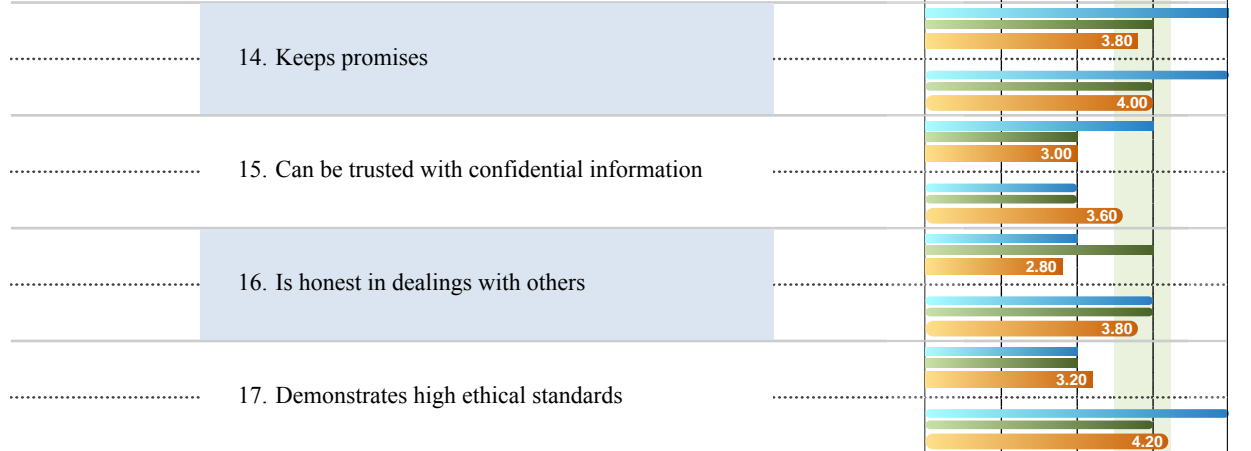 3.80
14. Keeps promises
4.00
3.00
15. Can be trusted with confidential information
3.60
2.80
16. Is honest in dealings with others
3.80
3.20
17. Demonstrates high ethical standards
4.20